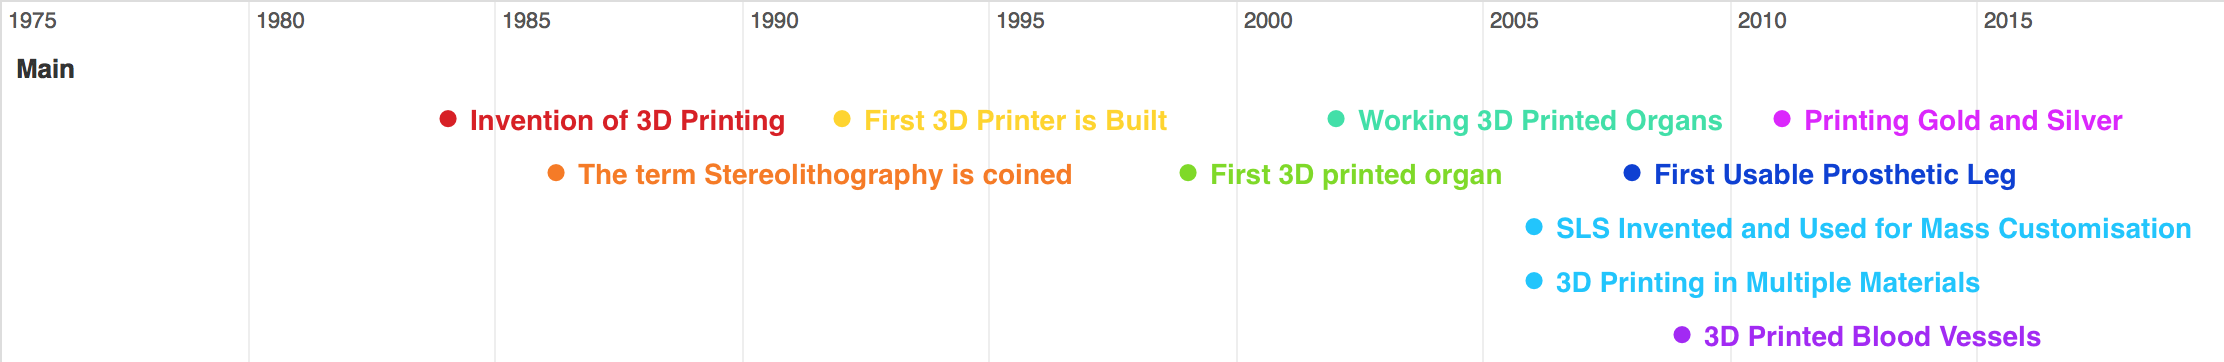 1975 1980 1985 1990 1995 2000 2005 2010 2015
Main
Invention of 3D Printing First 3D Printer is Built Working 3D Printed Organs Printing Gold and Silver
The term Stereolithography is coined First 3D printed organ First Usable Prosthetic Leg
SLS Invented and Used for Mass Customisation
3D Printing in Multiple Materials
3D Printed Blood Vessels